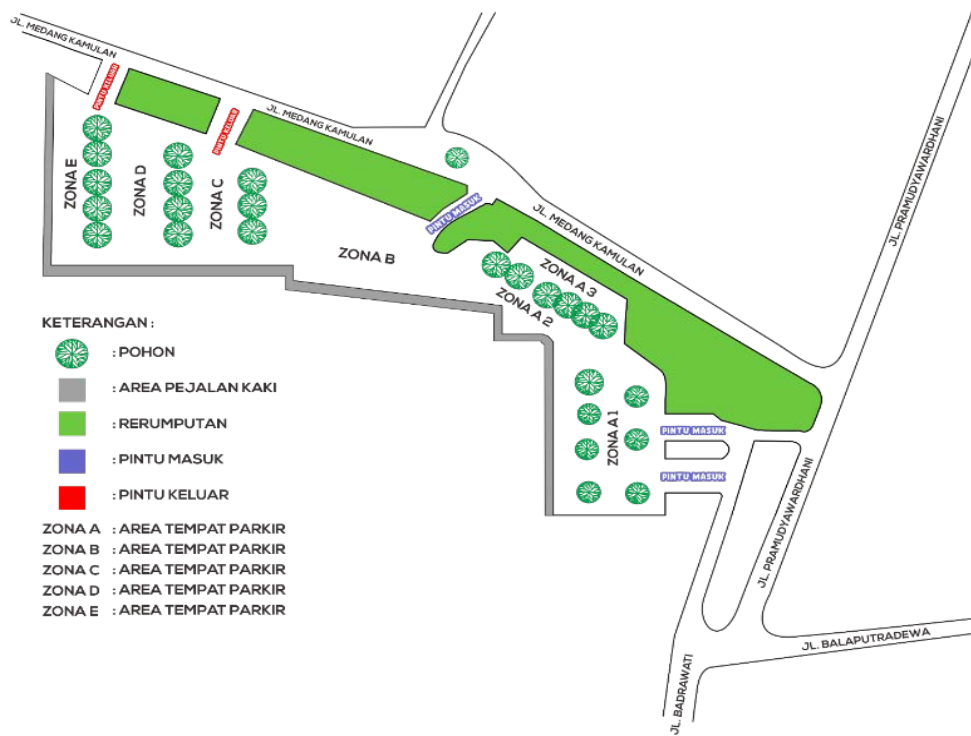 JL. MEDANG KAMULAN
PINTU KELUAR
JL. MEDANG KAMULAN
PINTU KELUAR
JL. PRAMUDYAWARDHANI
ZONA E
ZONA D
ZONA C
PINTU MASUK
JL. MEDANG KAMULAN
ZONA B
ZONA A 3
ZONA A 2
KETERANGAN :
: POHON
: AREA PEJALAN KAKI
: RERUMPUTAN
: PINTU MASUK
: PINTU KELUAR
ZONA A : AREA TEMPAT PARKIR
ZONA B : AREA TEMPAT PARKIR
ZONA C : AREA TEMPAT PARKIR
ZONA D : AREA TEMPAT PARKIR
ZONA E : AREA TEMPAT PARKIR
ZONA A 1
PINTU MASUK
PINTU MASUK
JL. PRAMUDYAWARDHANI
JL. BALAPUTRADEWA
JL. BADRAWATI